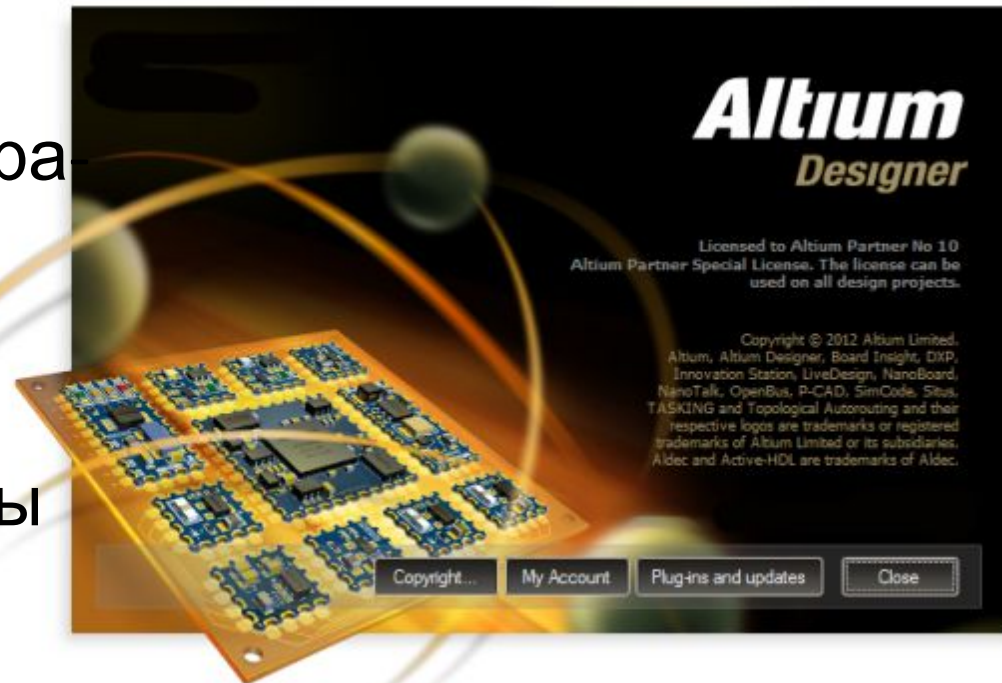 ра-
ы
Altium
Designer
Licensed to Altium Partner No 10
Altium Partner Special License. The license can be
used on all design projects.
Copyright © 2012 Altium Limited.
Altium, Altium Designer, Board Insight, DXP,
Innovation Station, LiveDesign, NanoBoard,
NanoTalk, OpenBus, P-CAD, SimCode, Situs,
TASKING and Topological Autorouting and their
respective logos are trademarks or registered
trademarks of Altium Limited or its subsidiaries.
Aldec and Active-HDL are trademarks of Aldec.
Copyright... My Account Plug-ins and updates Close